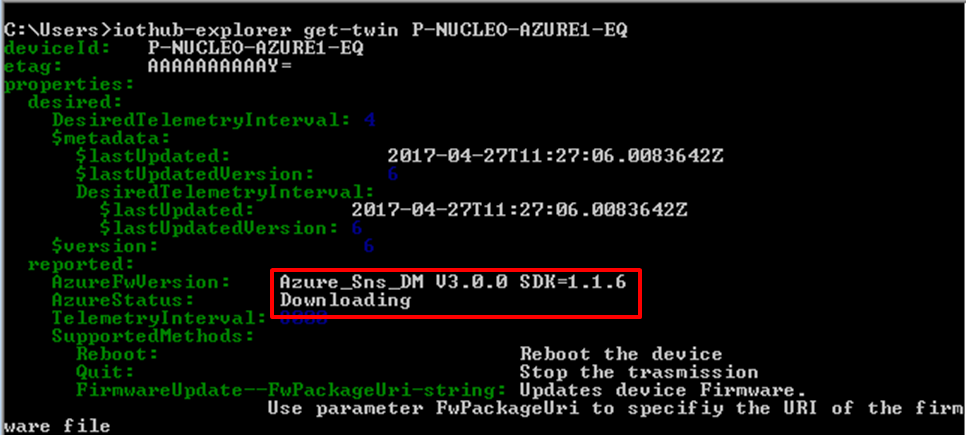 C:\Users>iothub-explorer get-twin P-NUCLEO-AZURE1-EQ
deviceId: P-NUCLEO-AZURE1-EQ
etag: AAAAAAAAAAY=
properties:
desired:
DesiredTelemetryInterval: 4
$metadata:
$lastUpdated: 2017-04-27T11:27:06.0083642Z
$lastUpdatedVersion: 6
DesiredTelemetryInterval:
$lastUpdated: 2017-04-27T11:27:06.0083642Z
$lastUpdatedVersion: 6
$version: 6
reported:
AzureFwVersion: Azure_Sns_DM V3.0.0 SDK=1.1.6
AzureStatus: Downloading
TelemetryInterval:
SupportedMethods:
Reboot: Reboot the device
Quit: Stop the trasmission
FirmwareUpdate--FwPackageUri-string: Updates device Firmware.
Use parameter FwPackageUri to specifiy the URI of the firm
ware file